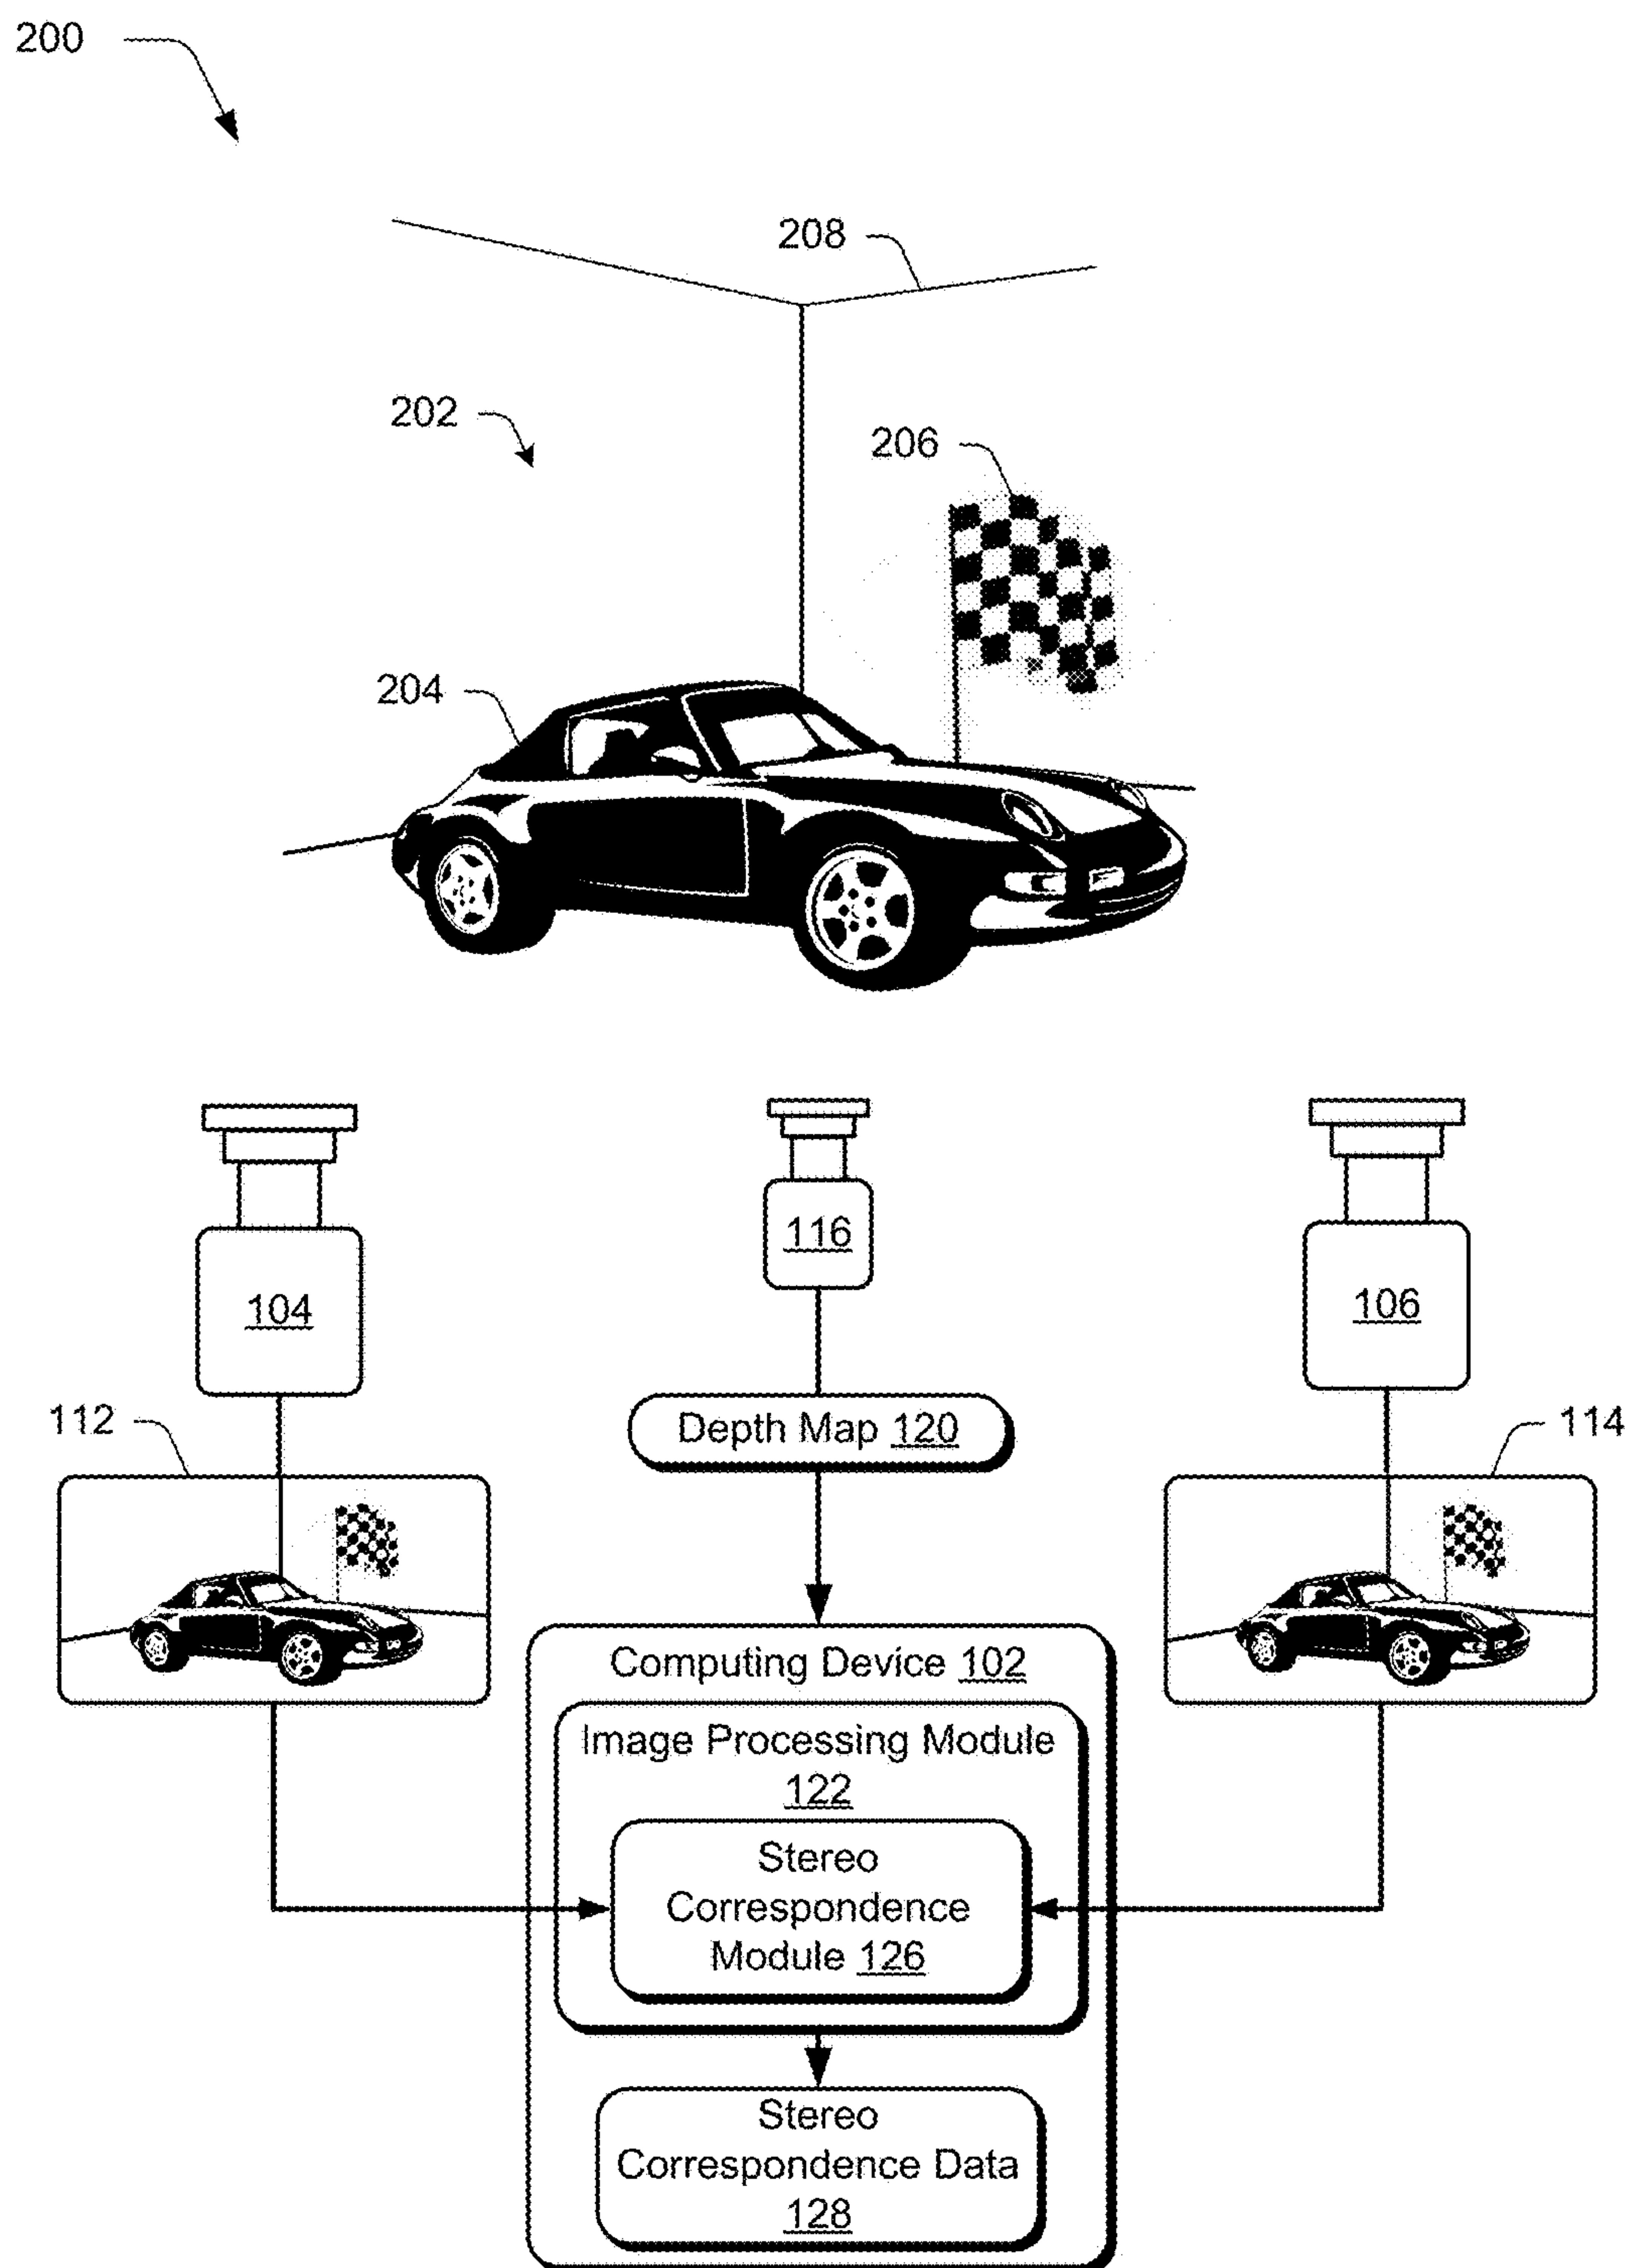 200
208
202
206
204
116
104
106
112
Depth Map 120
114
Computing Device 102
Image Processing Module
122
Stereo
Correspondence
Module 126
Stereo
Correspondence Data
128